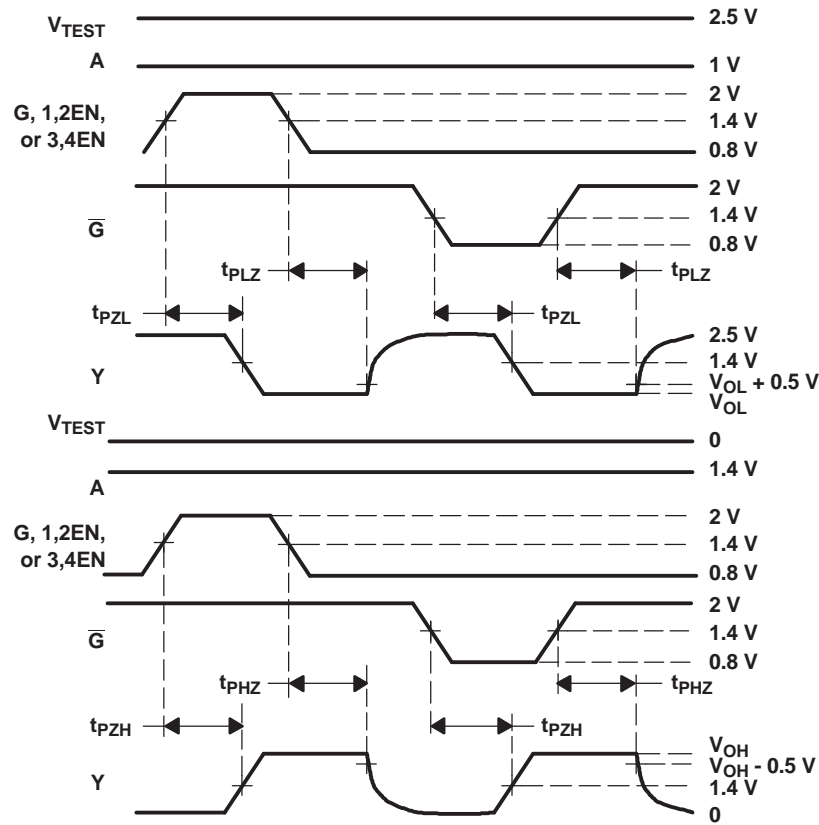 VTEST
2.5 V
A
1 V
2 V
G, 1,2EN,
or 3,4EN
1.4 V
0.8 V
2 V
G̅
1.4 V
0.8 V
tPLZ
tPLZ
tPZL
tPZL
2.5 V
1.4 V
Y
VOL + 0.5 V
VOL
VTEST
0
A
1.4 V
2 V
G, 1,2EN,
or 3,4EN
1.4 V
0.8 V
2 V
G̅
1.4 V
0.8 V
tPHZ
tPHZ
tPZH
tPZH
VOH
VOH - 0.5 V
Y
1.4 V
0